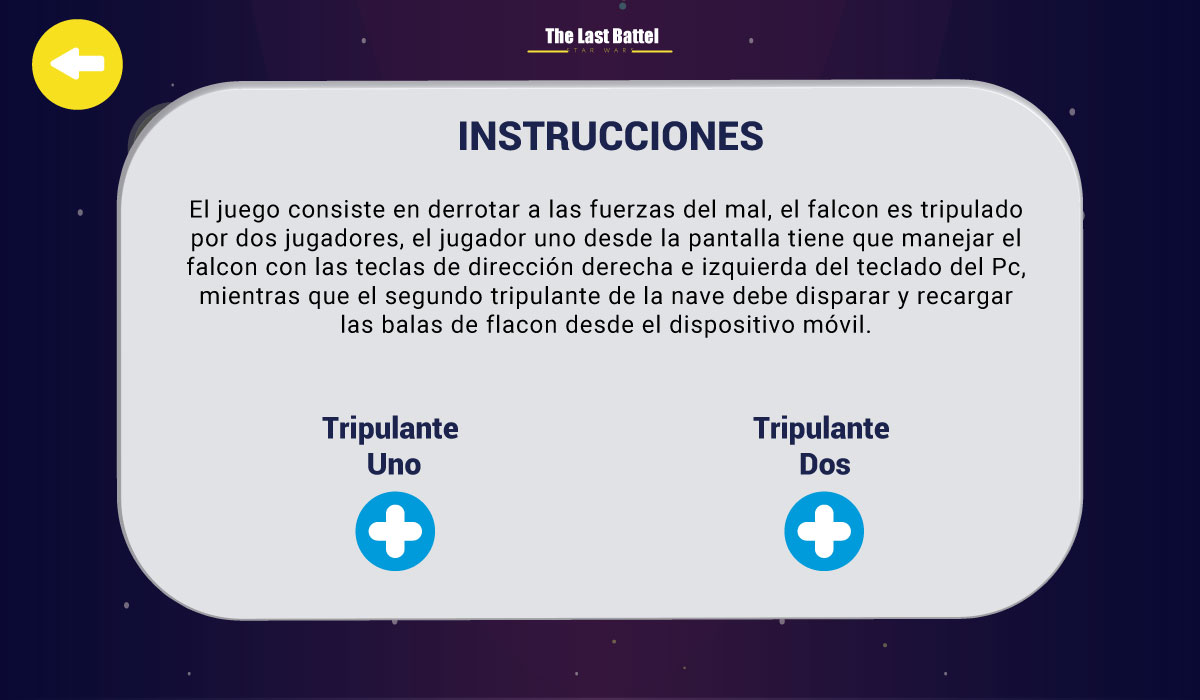 The Last Battel
STAR WARS
INSTRUCCIONES
El juego consiste en derrotar a las fuerzas del mal, el falcon es tripulado
por dos jugadores, el jugador uno desde la pantalla tiene que manejar el
falcon con las teclas de dirección derecha e izquierda del teclado del Pc,
mientras que el segundo tripulante de la nave debe disparar y recargar
las balas de flacon desde el dispositivo móvil.
Tripulante
Uno
Tripulante
Dos